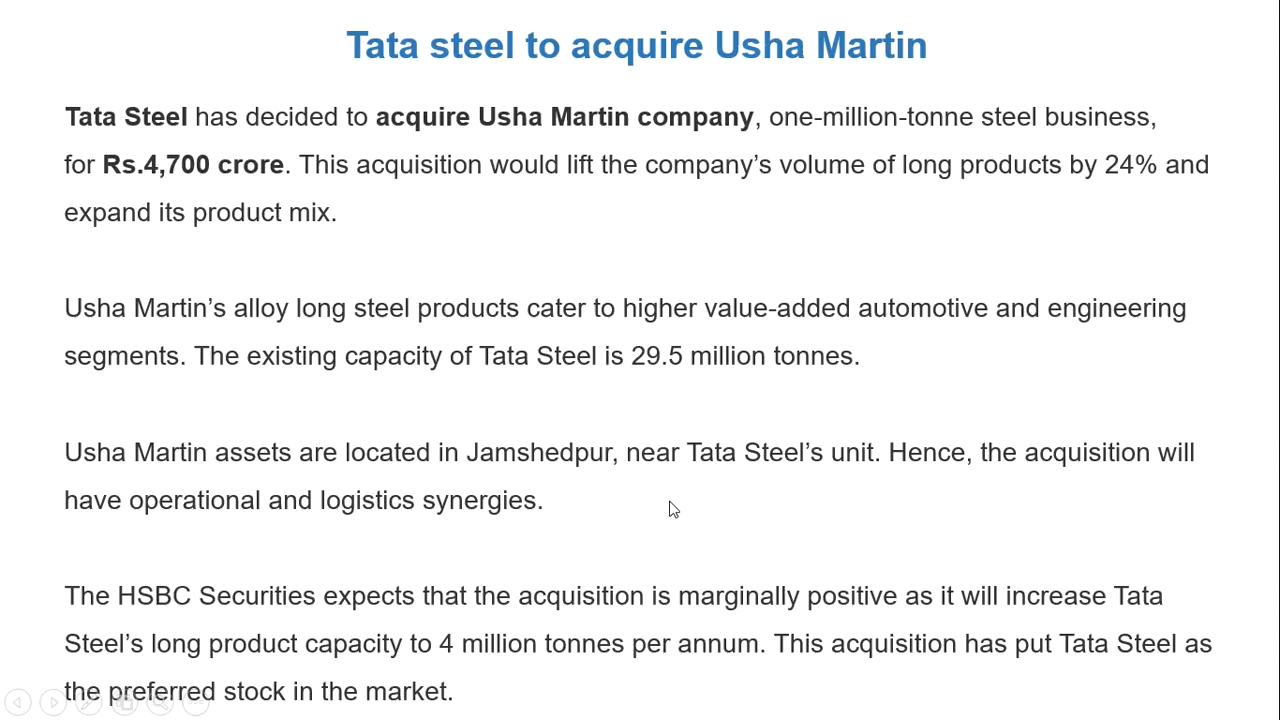 Tata steel to acquire Usha Martin
Tata Steel has decided to acquire Usha Martin company, one-million-tonne steel business,
for Rs.4,700 crore. This acquisition would lift the company’s volume of long products by 24% and
expand its product mix.
Usha Martin’s alloy long steel products cater to higher value-added automotive and engineering
segments. The existing capacity of Tata Steel is 29.5 million tonnes.
Usha Martin assets are located in Jamshedpur, near Tata Steel’s unit. Hence, the acquisition will
have operational and logistics synergies.
The HSBC Securities expects that the acquisition is marginally positive as it will increase Tata
Steel’s long product capacity to 4 million tonnes per annum. This acquisition has put Tata Steel as
the preferred stock in the market.